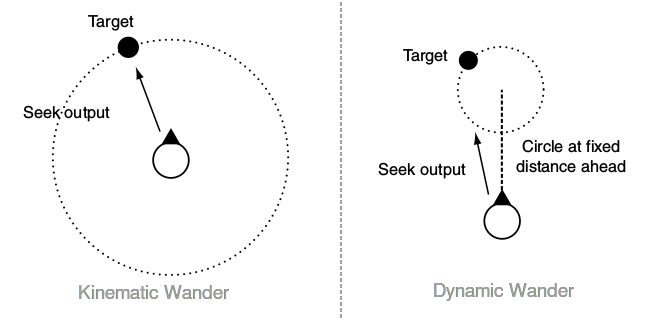 Target
Seek output
Kinematic Wander
Target
Circle at fixed
distance ahead
Seek output
Dynamic Wander